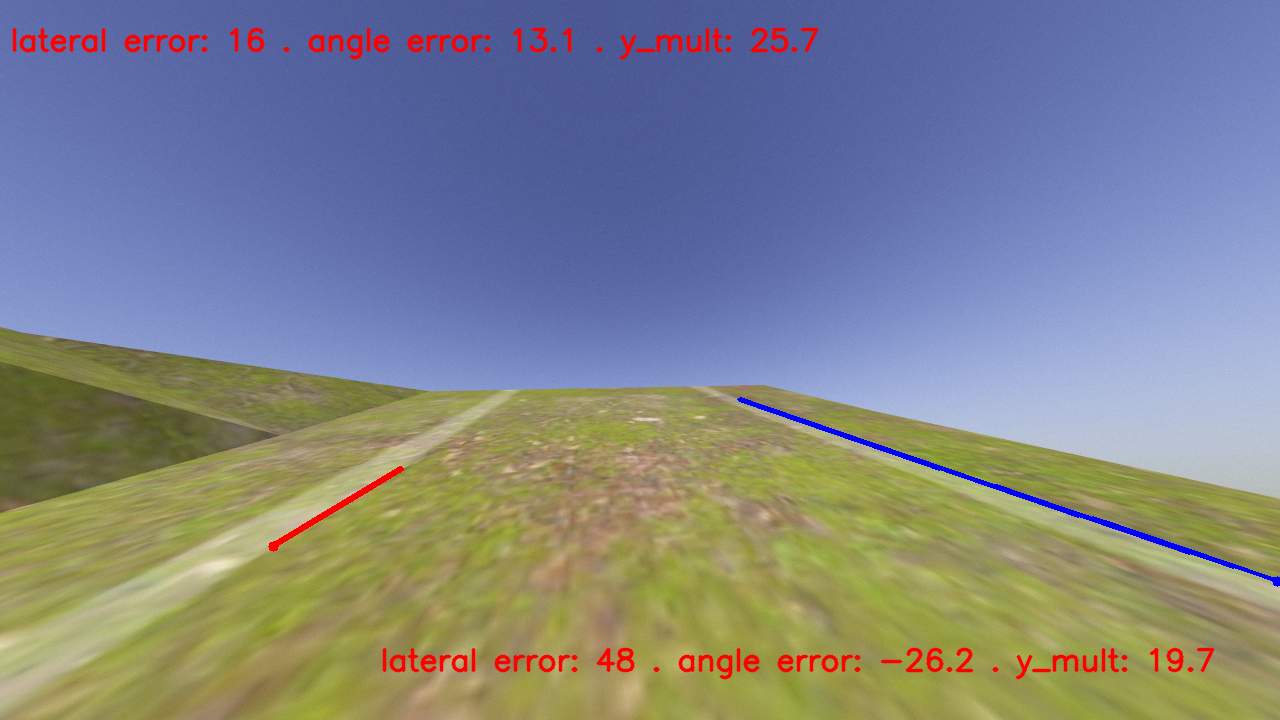 lateral error: 16 . angle error: 13.1 . y_mult: 25.7
lateral error: 48 . angle error: −26.2 . y_mult: 19.7